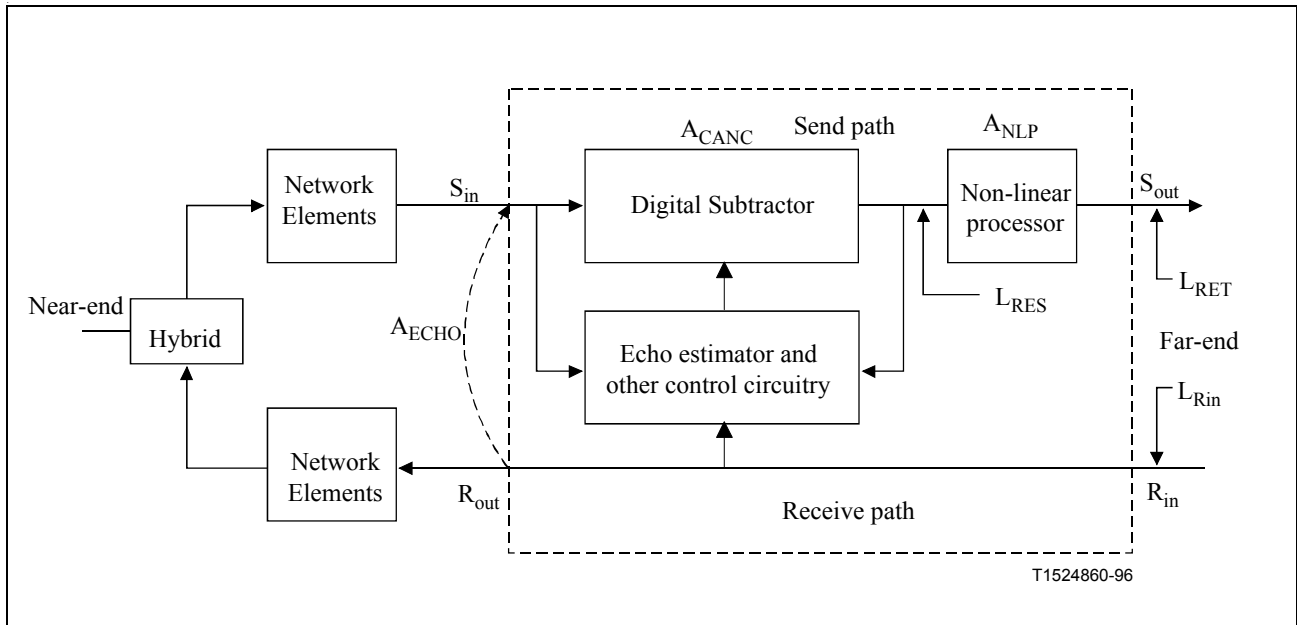 A_CANC
Send path
A_NLP
Network
Elements
S_in
Digital Subtractor
Non-linear
processor
S_out
Near-end
Hybrid
A_ECHO
L_RES
L_RET
Echo estimator and
other control circuitry
Far-end
L_Rin
Network
Elements
R_out
Receive path
R_in
T1524860-96